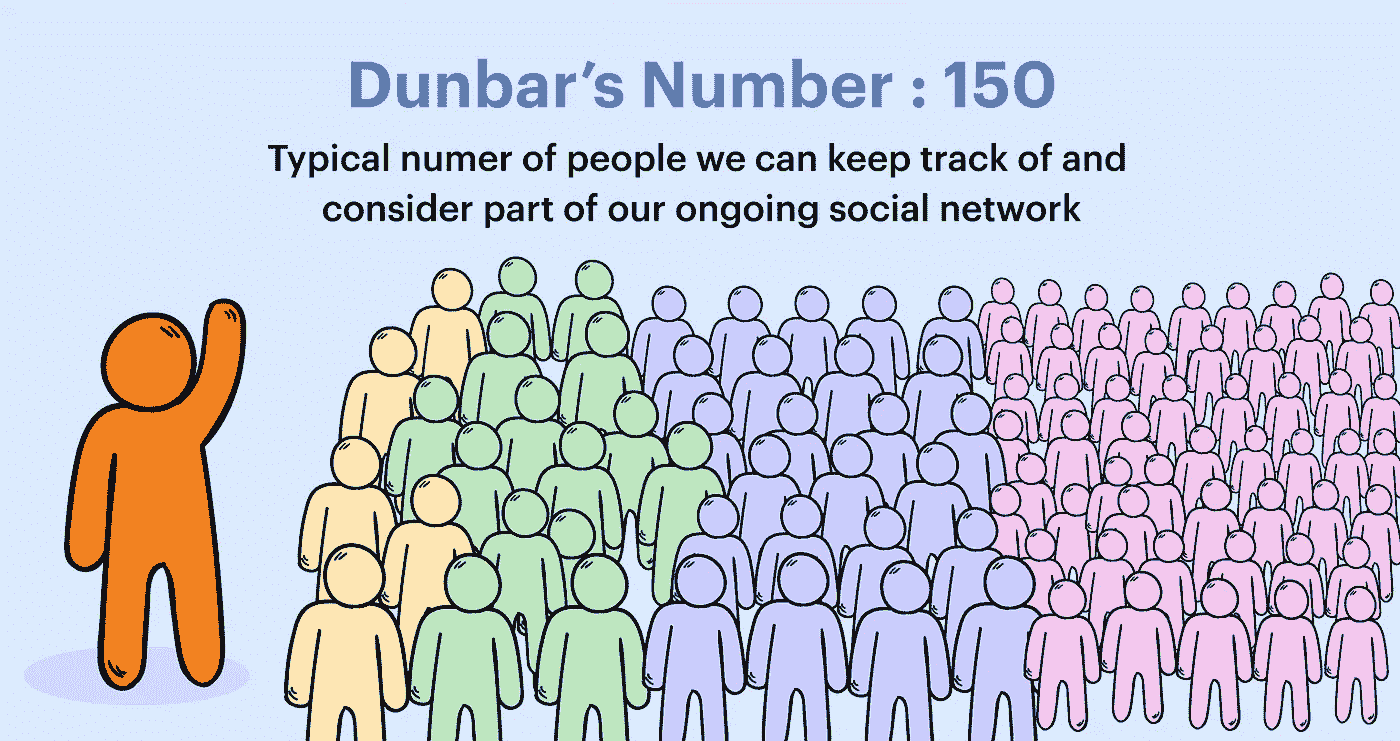 Dunbar’s Number : 150
Typical numer of people we can keep track of and
consider part of our ongoing social network